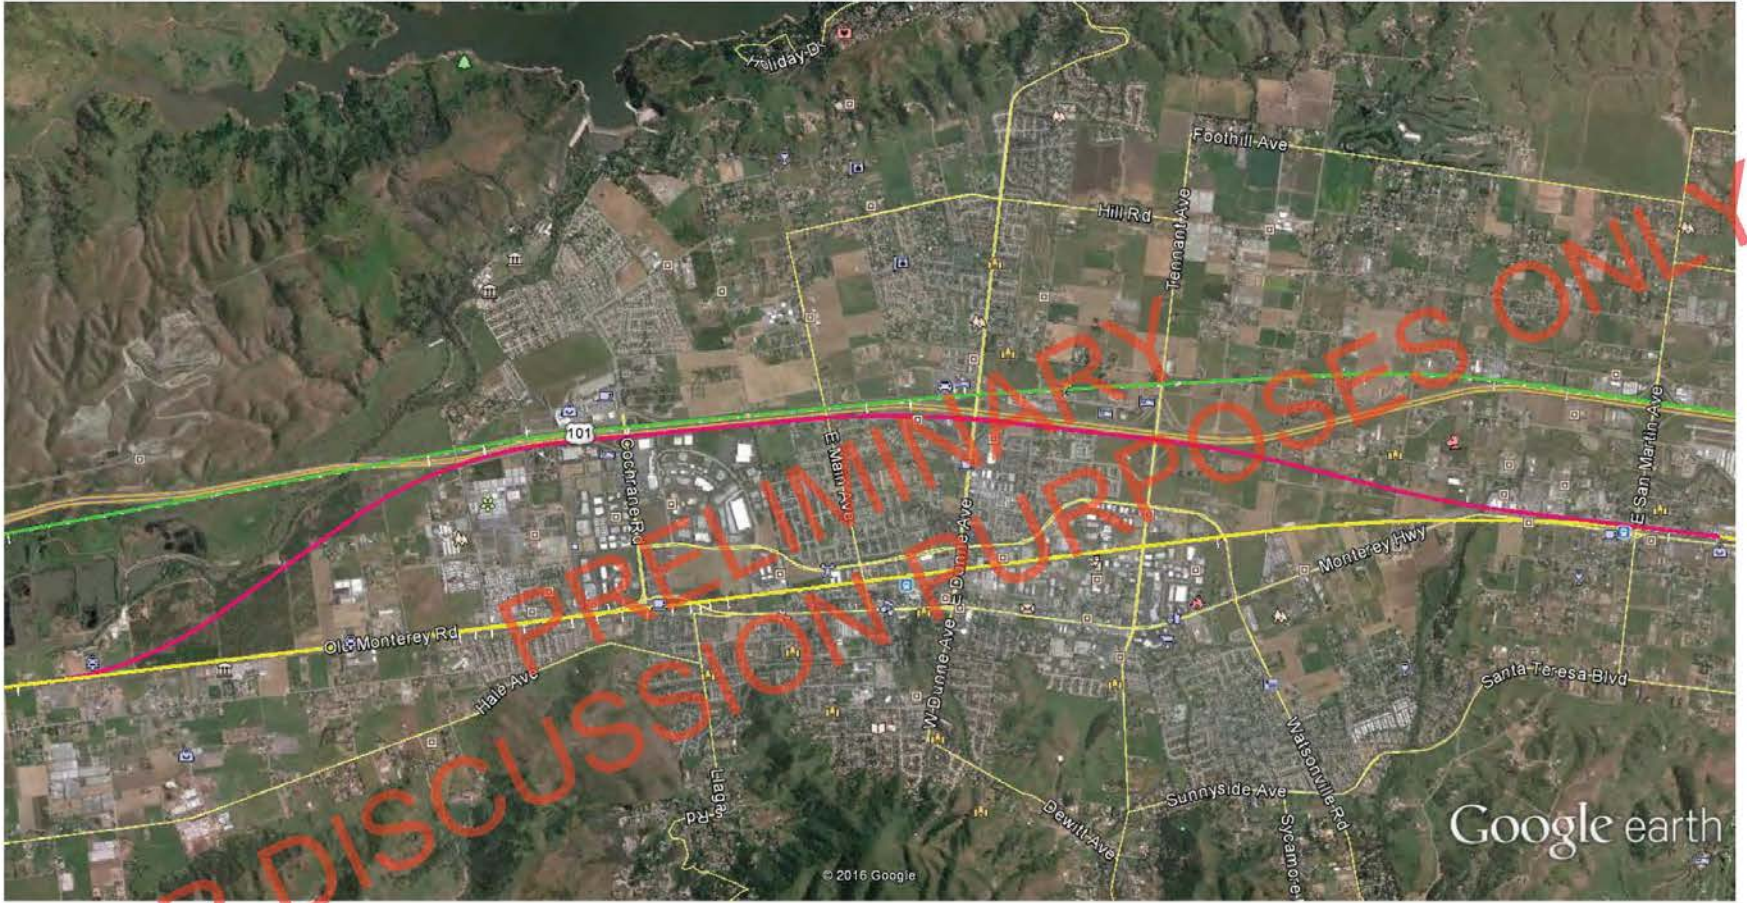 Holiday D
Foothill Ave
Hill Rd
Tennant Ave
101
Cochrane Rd
E Main Ave
E Dunne Ave
E San Martin Ave
Monterey Hwy
Old Monterey Rd
Hale Ave
W Dunne Ave
Santa Teresa Blvd
Llagas
Rd
Watsonville Rd
Sunnyside Ave
Dewitt Ave
Sycamore
PRELIMINARY
DISCUSSION PURPOSES ONLY
© 2016 Google
Google earth